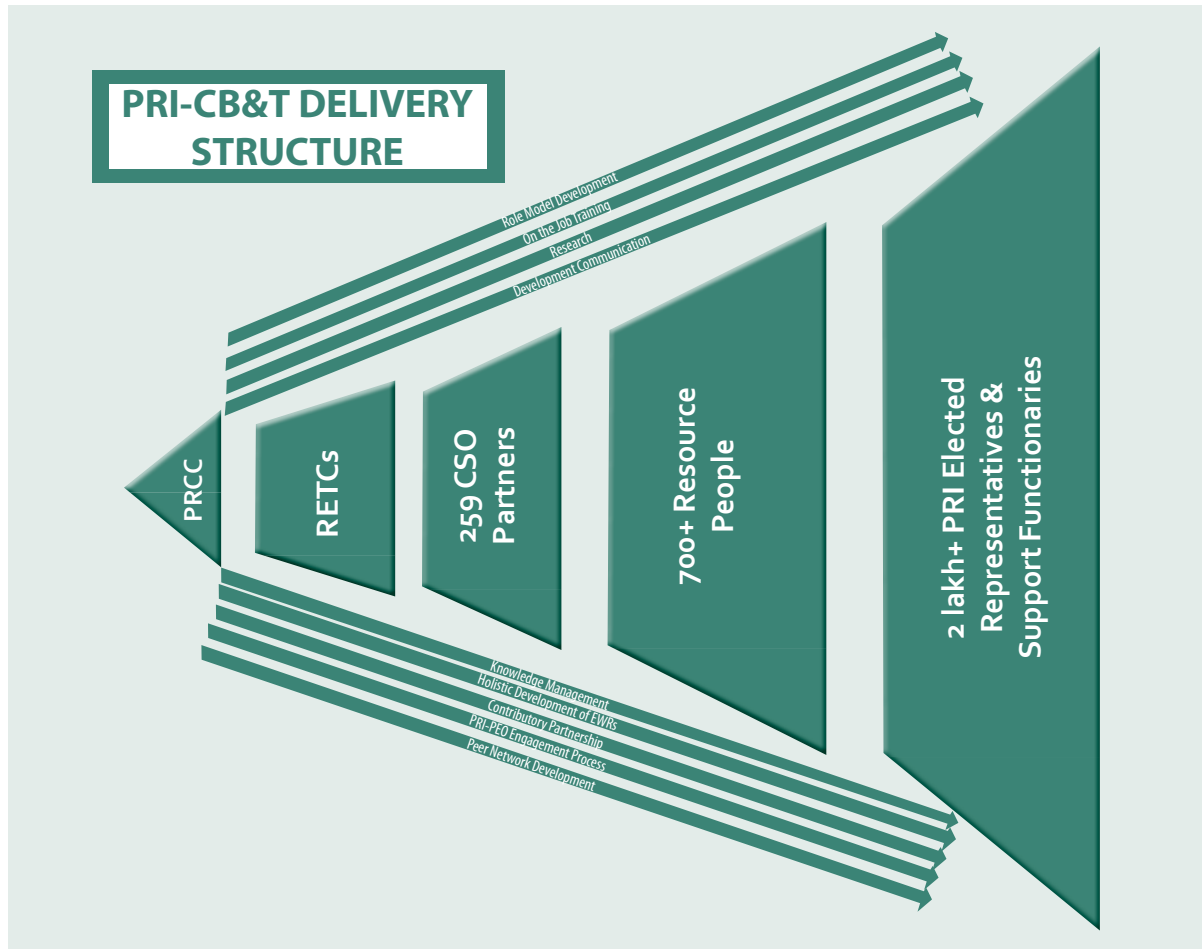 PRI-CB&T DELIVERY
STRUCTURE
Role Model Development
On the Job Training
Research
Development Communication
PRCC
RETCs
259 CSO
Partners
700+ Resource
People
2 lakh+ PRI Elected
Representatives &
Support Functionaries
Knowledge Management
Holistic Development of EWRs
Contributory Partnership
PRI-PEO Engagement Process
Peer Network Development